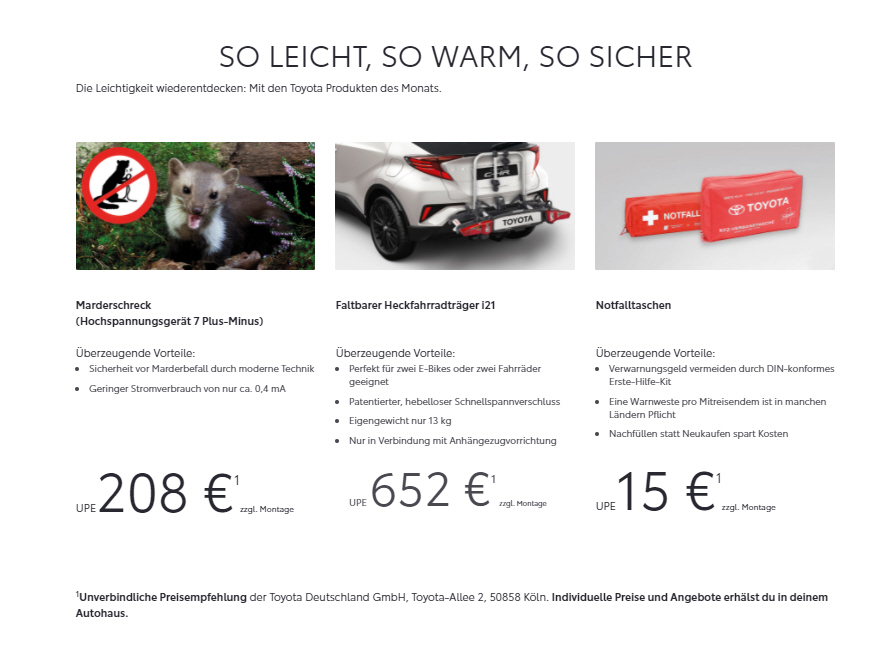 SO LEICHT, SO WARM, SO SICHER
Die Leichtigkeit wiederentdecken: Mit den Toyota Produkten des Monats.
C-HR
TOYOTA
NOTFALL
TOYOTA
Marderschreck
(Hochspannungsgerät 7 Plus-Minus)
Überzeugende Vorteile:
• Sicherheit vor Marderbefall durch moderne Technik
• Geringer Stromverbrauch von nur ca. 0,4 mA
UPE 208 €¹ zzgl. Montage
Faltbarer Heckfahrradträger i21
Überzeugende Vorteile:
• Perfekt für zwei E-Bikes oder zwei Fahrräder
geeignet
• Patentierter, hebelloser Schnellspannverschluss
• Eigengewicht nur 13 kg
• Nur in Verbindung mit Anhängezugvorrichtung
UPE 652 €¹ zzgl. Montage
Notfalltaschen
Überzeugende Vorteile:
• Verwarnungsgeld vermeiden durch DIN-konformes
Erste-Hilfe-Kit
• Eine Warnweste pro Mitreisendem ist in manchen
Ländern Pflicht
• Nachfüllen statt Neukaufen spart Kosten
UPE 15 €¹ zzgl. Montage
¹Unverbindliche Preisempfehlung der Toyota Deutschland GmbH, Toyota-Allee 2, 50858 Köln. Individuelle Preise und Angebote erhälst du in deinem
Autohaus.